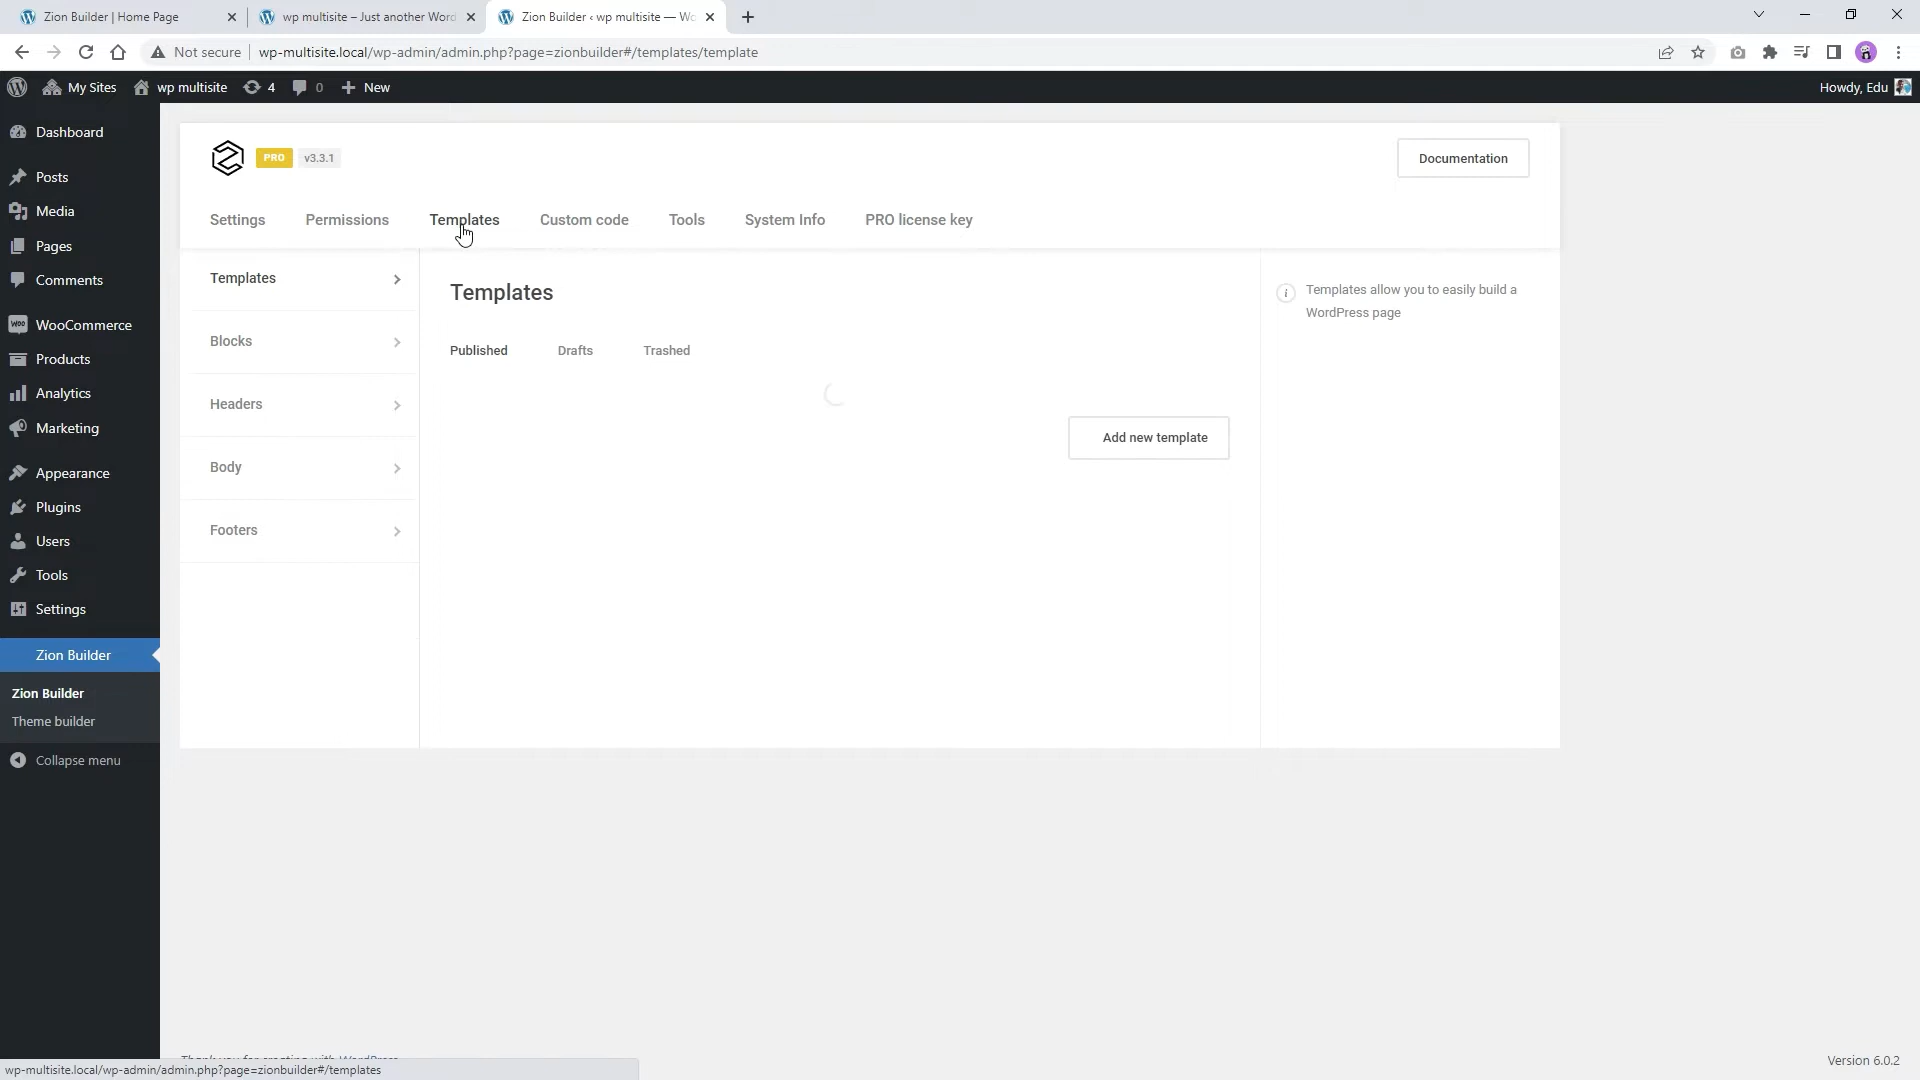 Zion Builder | Home Page
wp multisite – Just another Word
Zion Builder ‹ wp multisite — Wo
Not secure
wp-multisite.local/wp-admin/admin.php?page=zionbuilder#/templates/template
My Sites
wp multisite
4
0
New
Howdy, Edu
Dashboard
Posts
Media
Pages
Comments
WooCommerce
Products
Analytics
Marketing
Appearance
Plugins
Users
Tools
Settings
Zion Builder
Zion Builder
Theme builder
Collapse menu
PRO
v3.3.1
Documentation
Settings
Permissions
Templates
Custom code
Tools
System Info
PRO license key
Templates
Blocks
Headers
Body
Footers
Templates
Published
Drafts
Trashed
Add new template
Templates allow you to easily build a
WordPress page
Thank you for creating with WordPress
Version 6.0.2
wp-multisite.local/wp-admin/admin.php?page=zionbuilder#/templates